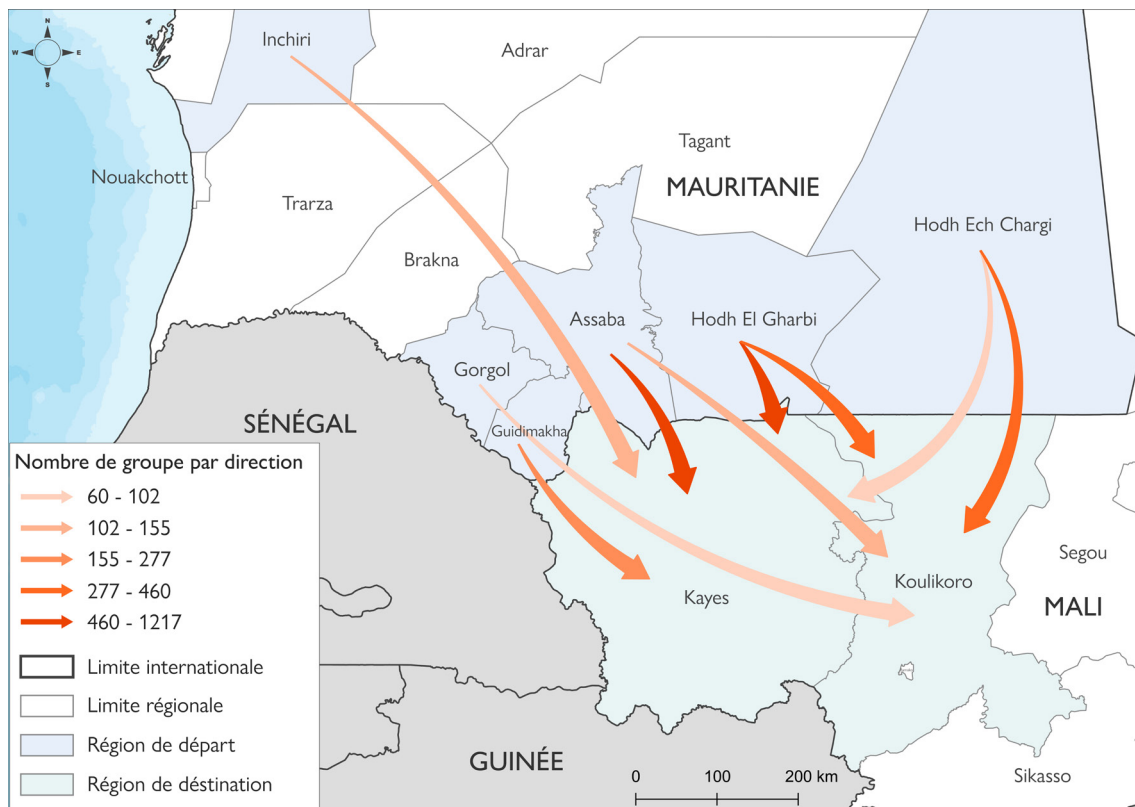 N
W
E
S
Inchiri
Adrar
Tagant
Nouakchott
MAURITANIE
Trarza
Hodh Ech Chargi
Brakna
Assaba
Hodh El Gharbi
Gorgol
SÉNÉGAL
Guidimakha
Nombre de groupe par direction
60 - 102
102 - 155
155 - 277
277 - 460
460 - 1217
Limite internationale
Limite régionale
Région de départ
Région de déstination
Segou
Koulikoro
Kayes
MALI
GUINÉE
Sikasso
0 100 200 km